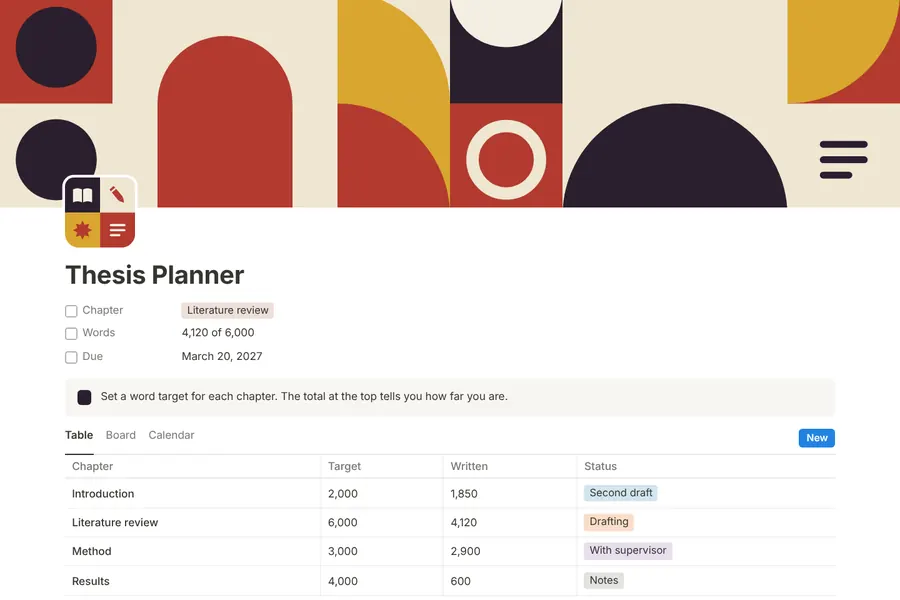 Thesis Planner
Chapter Literature review
Words 4,120 of 6,000
Due March 20, 2027
Set a word target for each chapter. The total at the top tells you how far you are.
Table Board Calendar New
Chapter Target Written Status
Introduction 2,000 1,850 Second draft
Literature review 6,000 4,120 Drafting
Method 3,000 2,900 With supervisor
Results 4,000 600 Notes